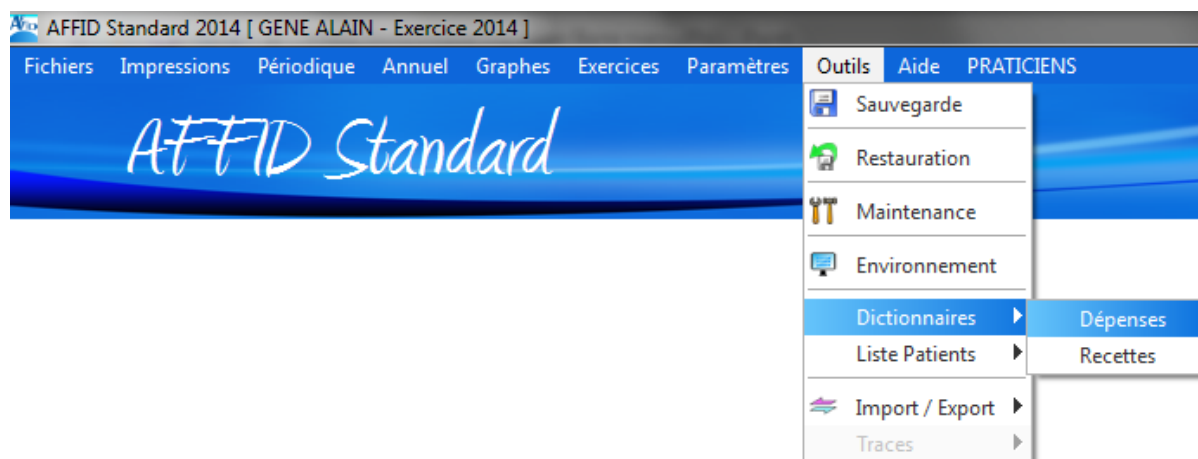 AFFID AFFID Standard 2014 [ GENE ALAIN - Exercice 2014 ]
Fichiers Impressions Périodique Annuel Graphes Exercices Paramètres Outils Aide PRATICIENS
AFFID Standard
Sauvegarde
Restauration
Maintenance
Environnement
Dictionnaires Dépenses
Liste Patients Recettes
Import / Export
Traces